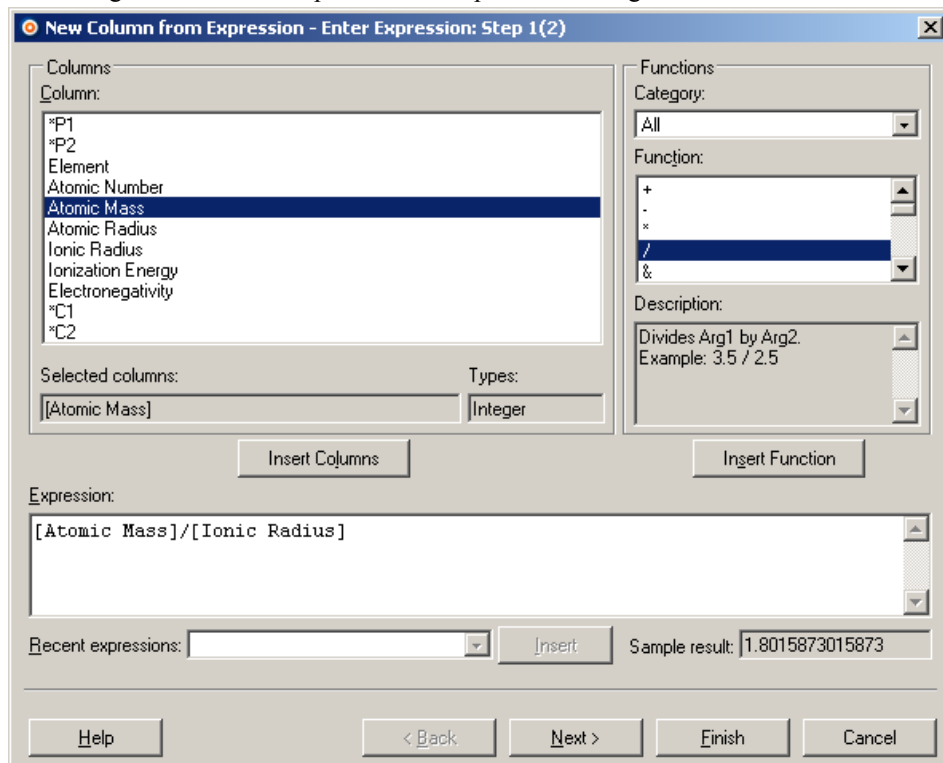 New Column from Expression - Enter Expression: Step 1(2)
Columns
Column:
*P1
*P2
Element
Atomic Number
Atomic Mass
Atomic Radius
Ionic Radius
Ionization Energy
Electronegativity
*C1
*C2
Selected columns:
Types:
[Atomic Mass]
Integer
Insert Columns
Functions
Category:
All
Function:
+
-
*
/
&
Description:
Divides Arg1 by Arg2.
Example: 3.5 / 2.5
Insert Function
Expression:
[Atomic Mass]/[Ionic Radius]
Recent expressions:
Insert
Sample result: 1.8015873015873
Help
< Back
Next >
Finish
Cancel